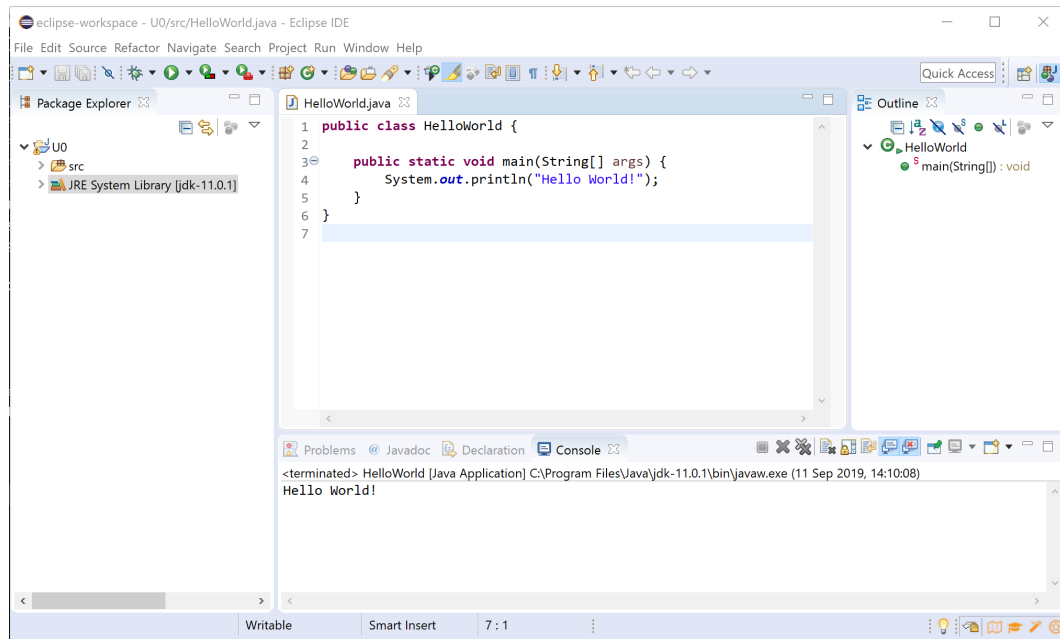 eclipse-workspace - U0/src/HelloWorld.java - Eclipse IDE
File Edit Source Refactor Navigate Search Project Run Window Help
Quick Access
Package Explorer
U0
src
JRE System Library [jdk-11.0.1]
HelloWorld.java
1 public class HelloWorld {
2
3     public static void main(String[] args) {
4         System.out.println("Hello World!");
5     }
6 }
7
Outline
HelloWorld
main(String[]) : void
Problems @ Javadoc Declaration Console
<terminated> HelloWorld [Java Application] C:\Program Files\Java\jdk-11.0.1\bin\javaw.exe (11 Sep 2019, 14:10:08)
Hello World!
Writable Smart Insert 7 : 1